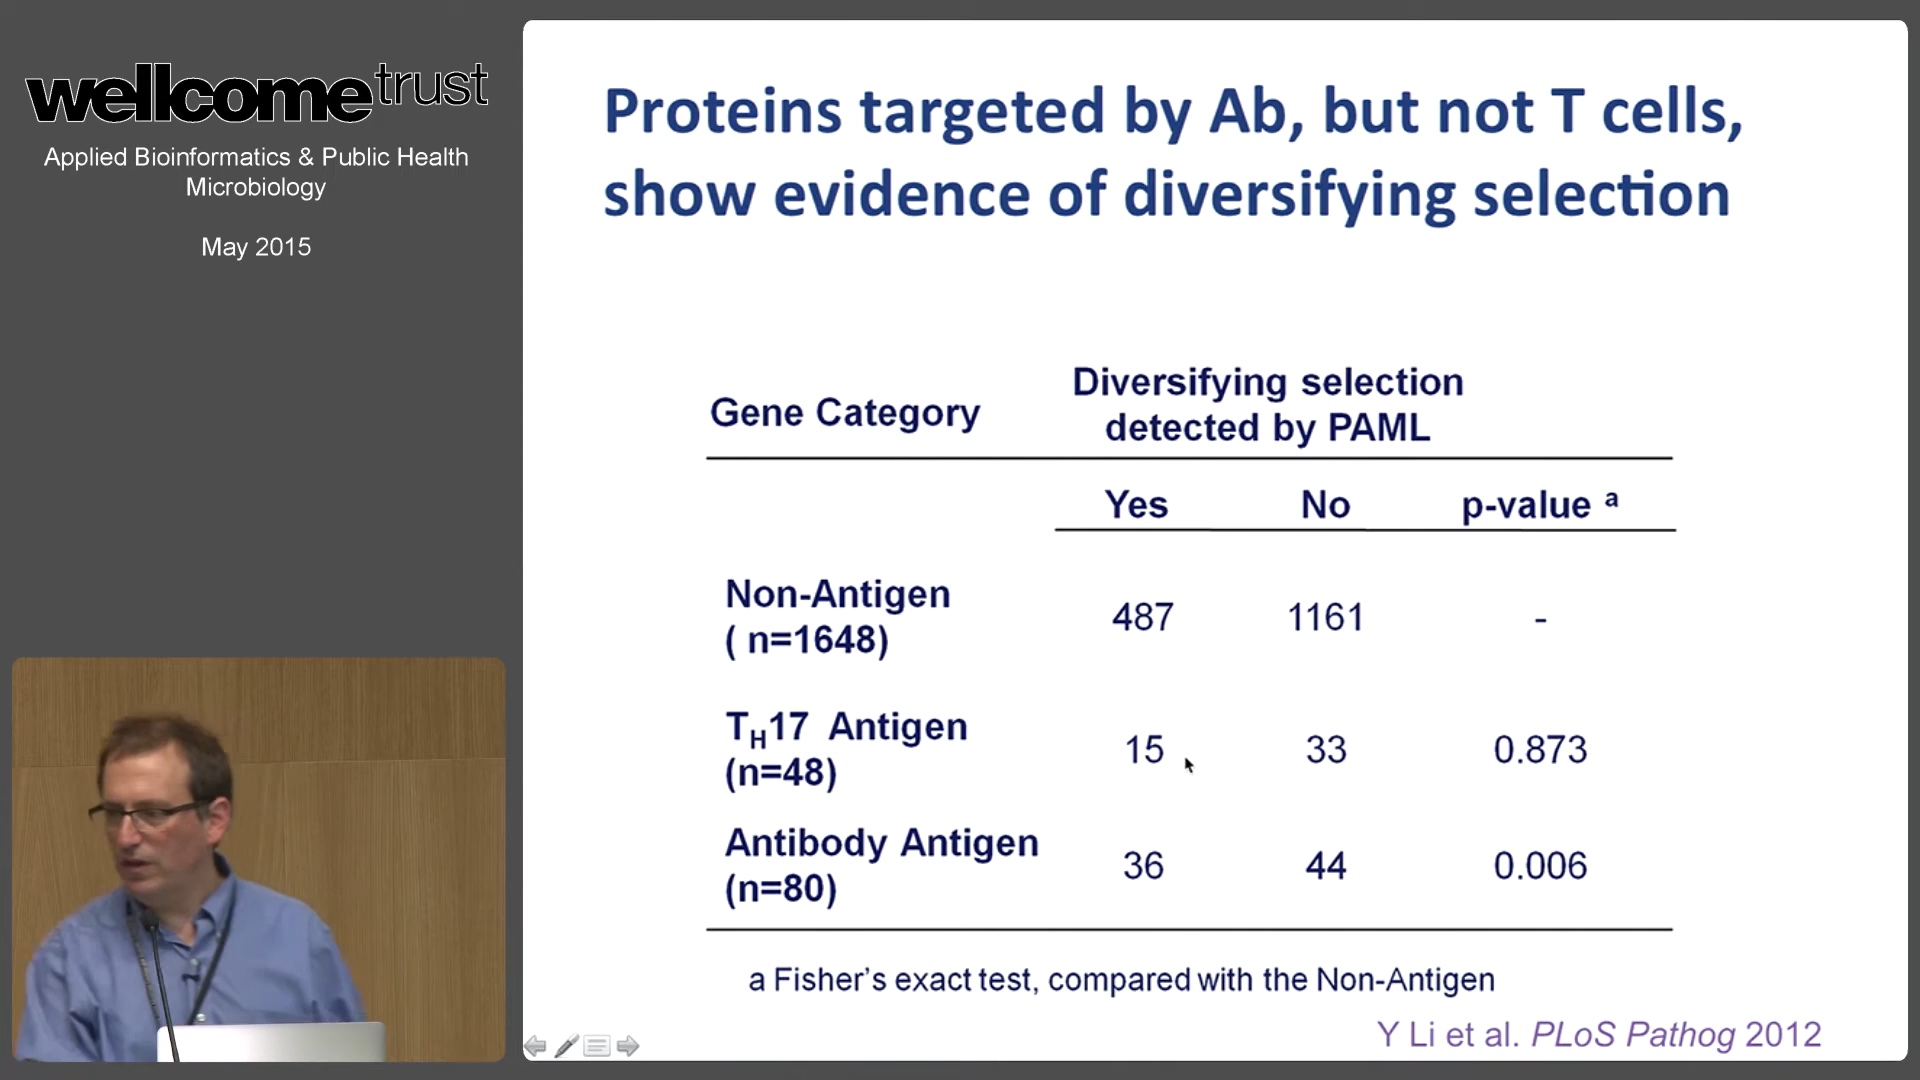 wellcometrust
Applied Bioinformatics & Public Health
Microbiology
May 2015
Proteins targeted by Ab, but not T cells,
show evidence of diversifying selection
Gene Category
Diversifying selection
detected by PAML
Yes No p-value a
Non-Antigen
( n=1648)
487 1161 -
TH17 Antigen
(n=48)
15 33 0.873
Antibody Antigen
(n=80)
36 44 0.006
a Fisher's exact test, compared with the Non-Antigen
Y Li et al. PLoS Pathog 2012